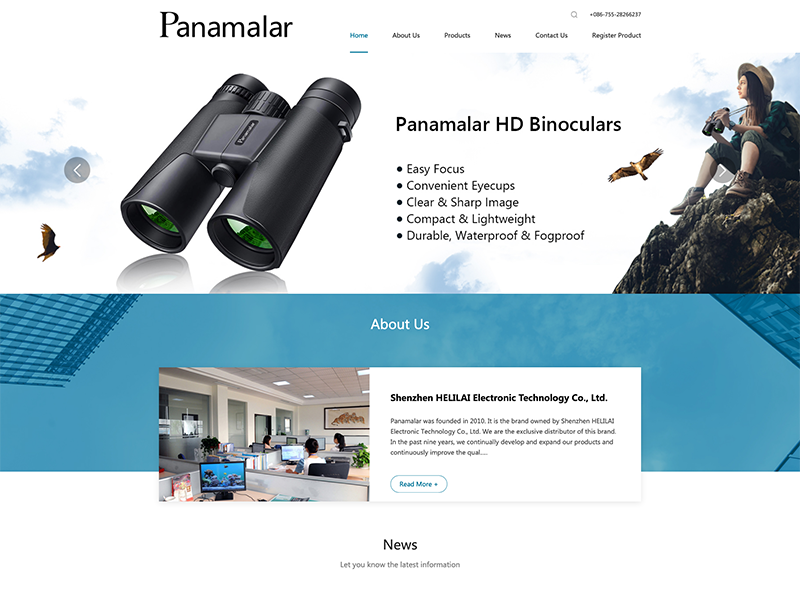 Panamalar
+086-755-28266237
Home About Us Products News Contact Us Register Product
Panamalar
Panamalar HD Binoculars
● Easy Focus
● Convenient Eyecups
● Clear & Sharp Image
● Compact & Lightweight
● Durable, Waterproof & Fogproof
About Us
Shenzhen HELILAI Electronic Technology Co., Ltd.
Panamalar was founded in 2010. It is the brand owned by Shenzhen HELILAI
Electronic Technology Co., Ltd. We are the exclusive distributor of this brand.
In the past nine years, we continually develop and expand our products and
continuously improve the qual....
Read More +
News
Let you know the latest information